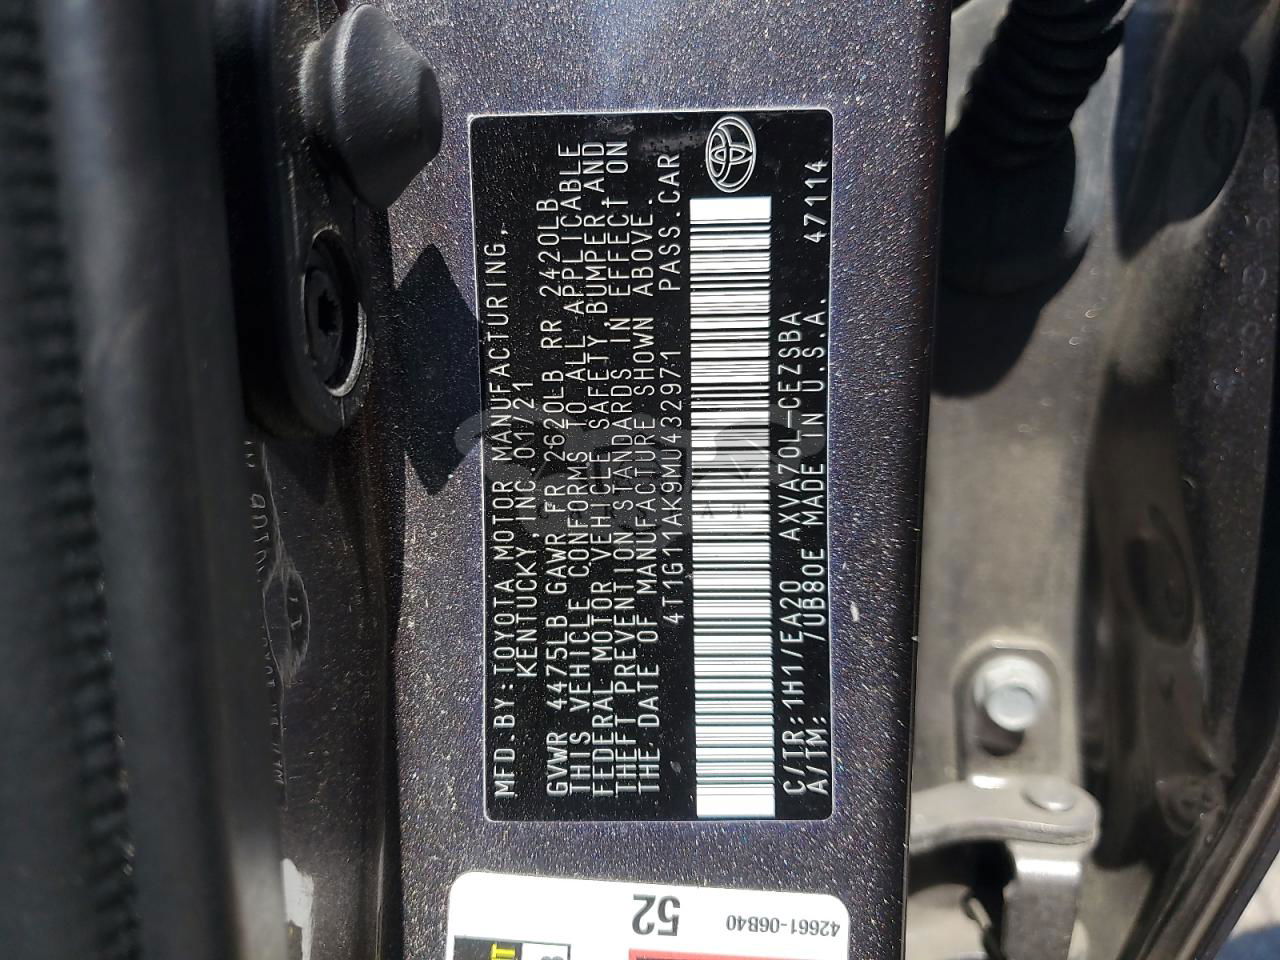 MFD.BY:TOYOTA MOTOR MANUFACTURING,
KENTUCKY,INC.01/21
GVWR 4475LB GAWR FR 2620LB RR 2420LB
THIS VEHICLE CONFORMS TO ALL APPLICABLE
FEDERAL MOTOR VEHICLE SAFETY, BUMPER,AND
THEFT PREVENTION STANDARDS IN EFFECT ON
THE DATE OF MANUFACTURE SHOWN ABOVE.
4T1G11AK9MU432971 PASS.CAR
C/TR:1H1/EA20 AXVA70L-CEZSBA
A/TM: /UB80E MADE IN U.S.A. 47114
52
42661-06B40